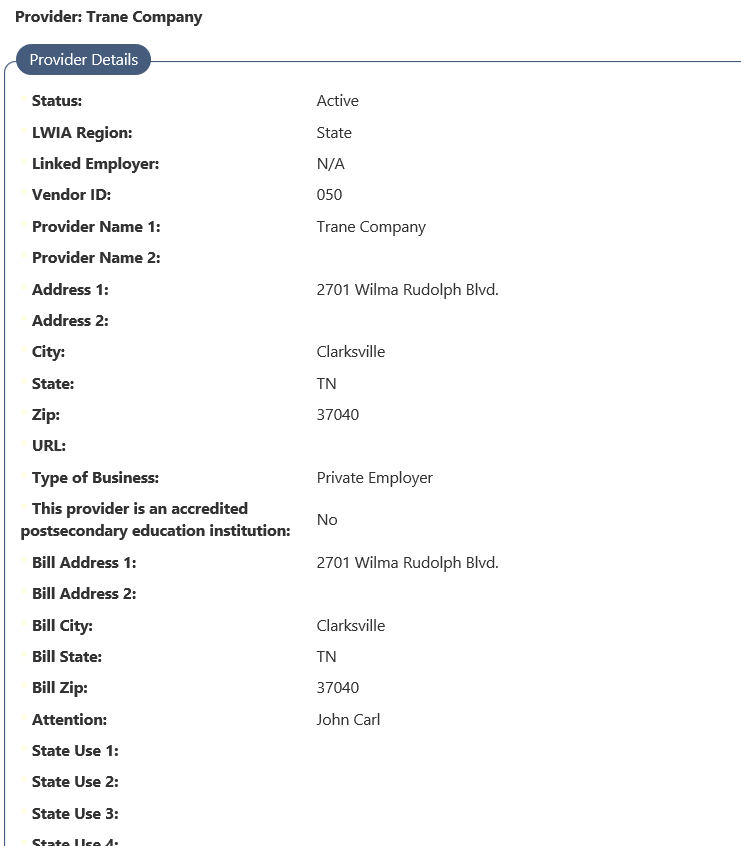 Provider: Trane Company
Provider Details
Status: Active
LWIA Region: State
Linked Employer: N/A
Vendor ID: 050
Provider Name 1: Trane Company
Provider Name 2:
Address 1: 2701 Wilma Rudolph Blvd.
Address 2:
City: Clarksville
State: TN
Zip: 37040
URL:
Type of Business: Private Employer
This provider is an accredited
postsecondary education institution: No
Bill Address 1: 2701 Wilma Rudolph Blvd.
Bill Address 2:
Bill City: Clarksville
Bill State: TN
Bill Zip: 37040
Attention: John Carl
State Use 1:
State Use 2:
State Use 3:
State Use 4: